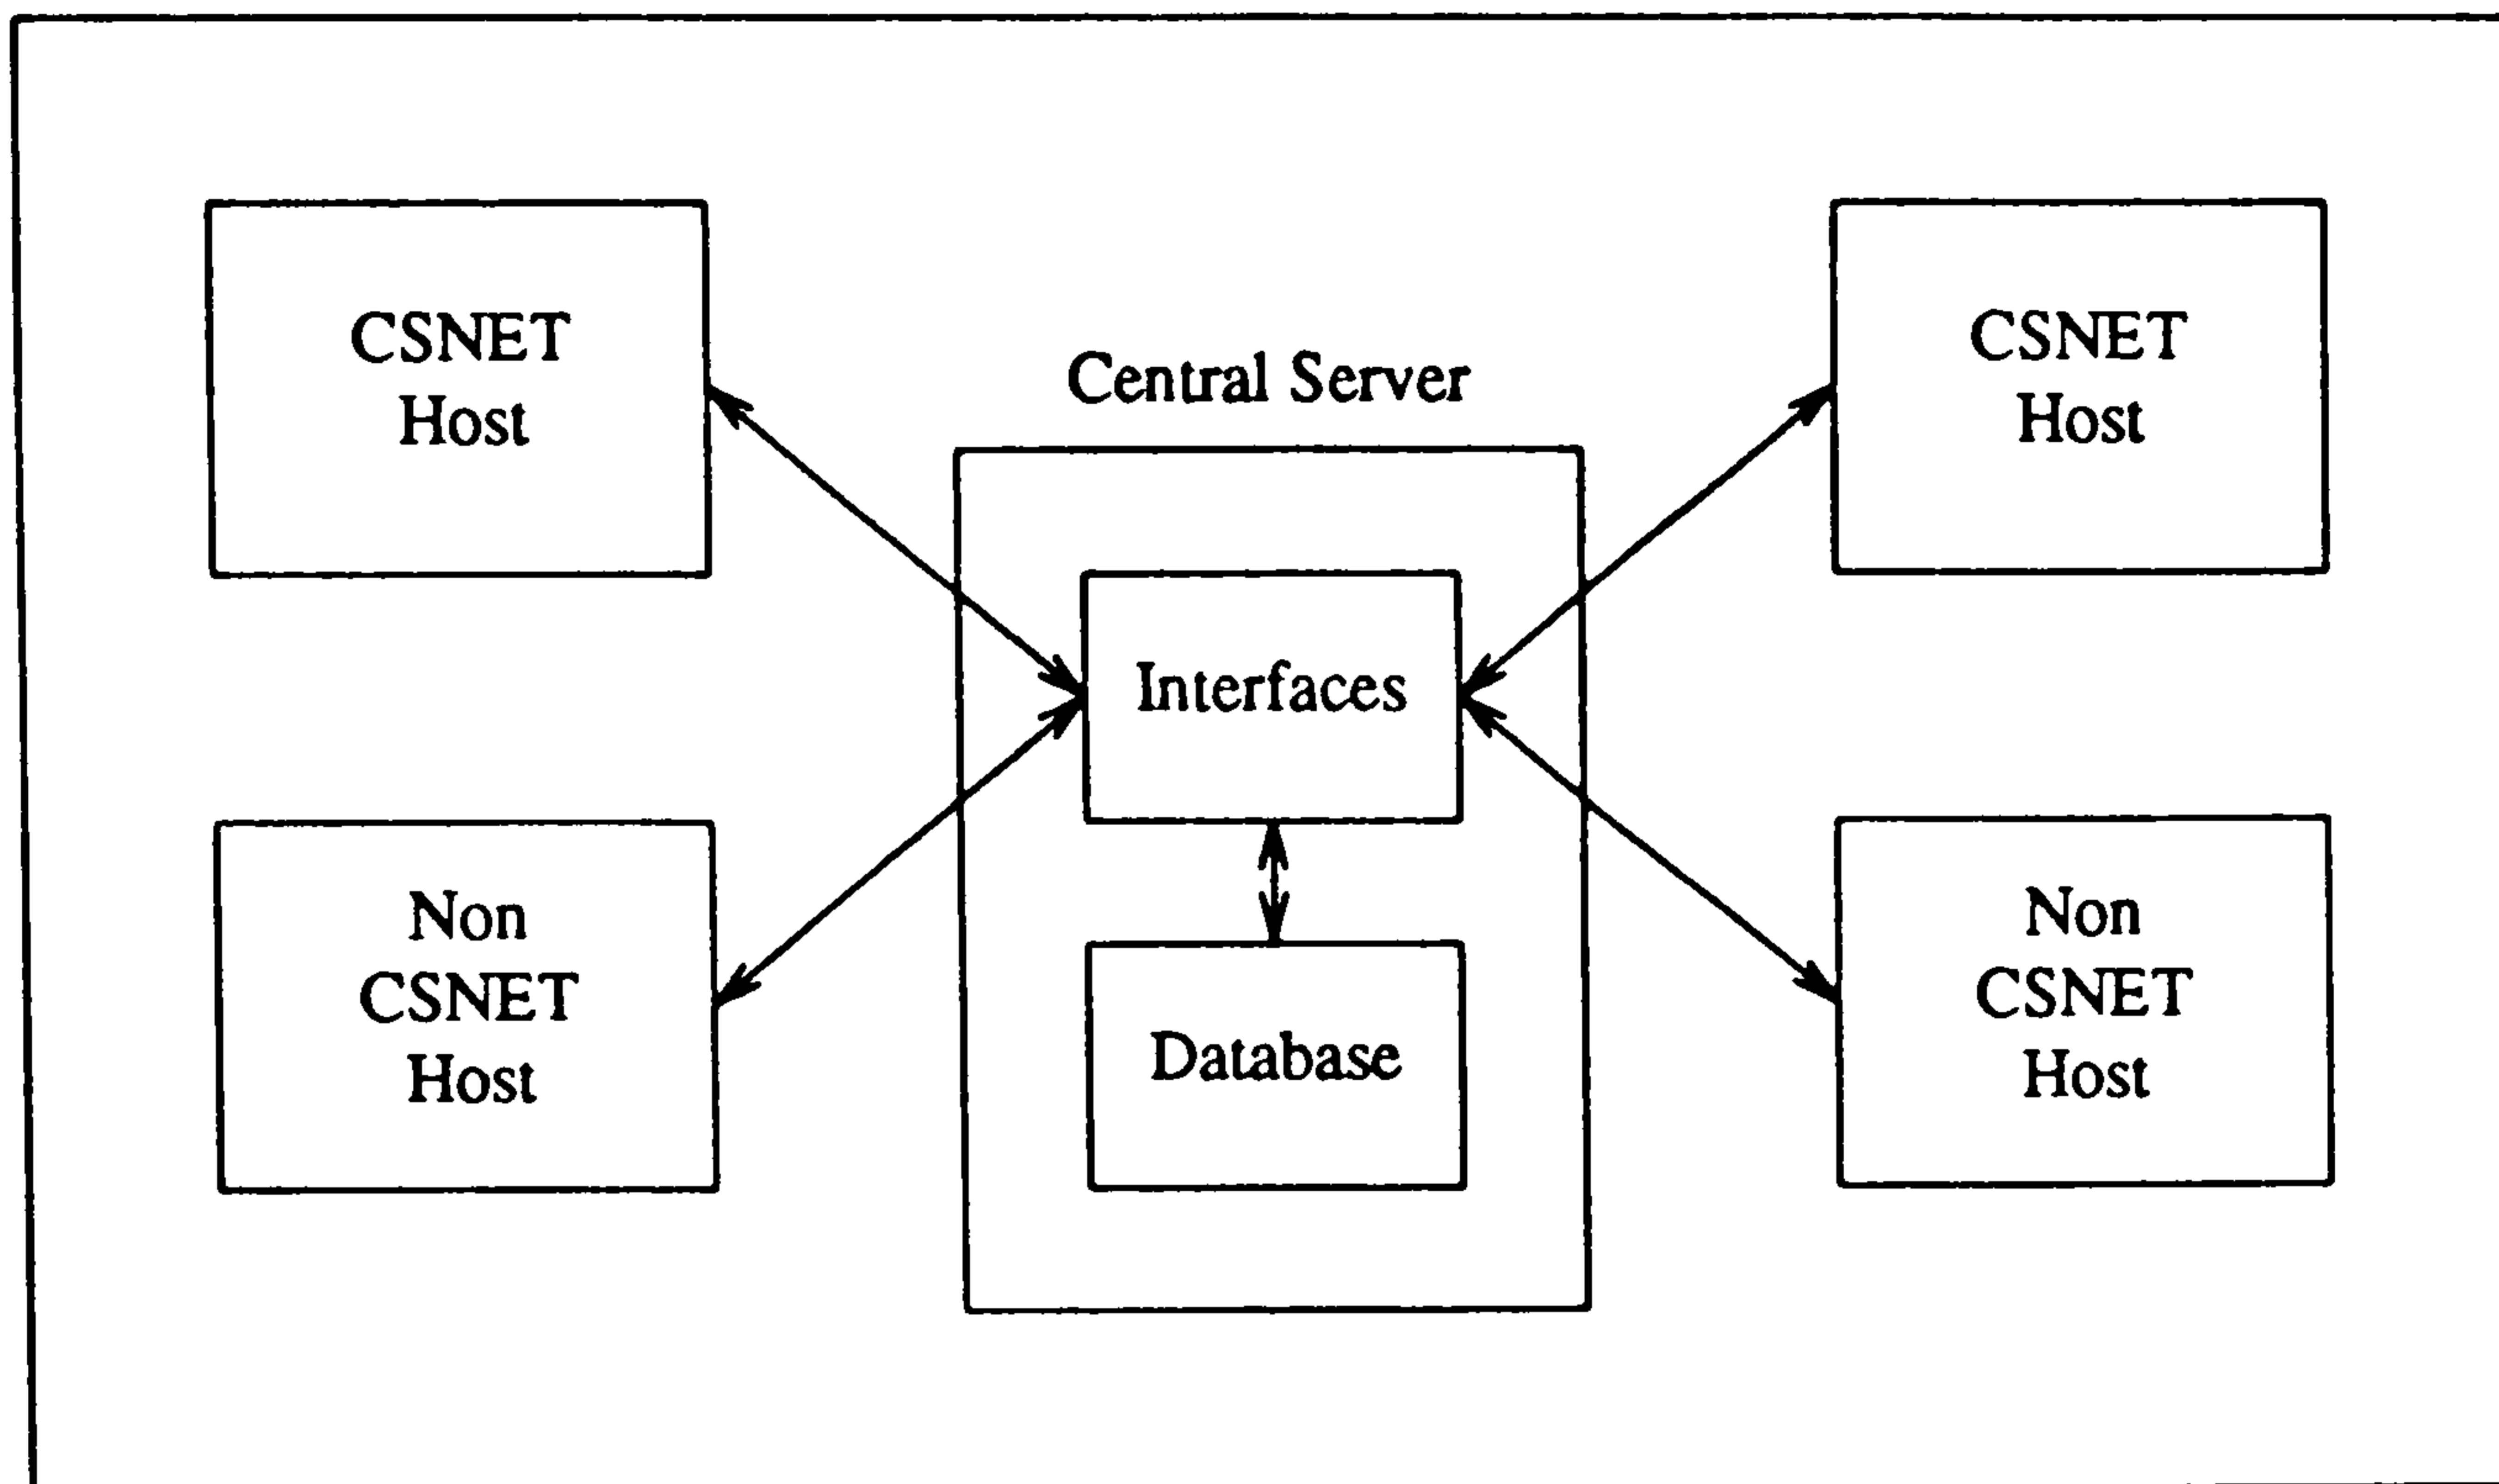 CSNET
Host
Central Server
CSNET
Host
Interfaces
Non
CSNET
Host
Database
Non
CSNET
Host